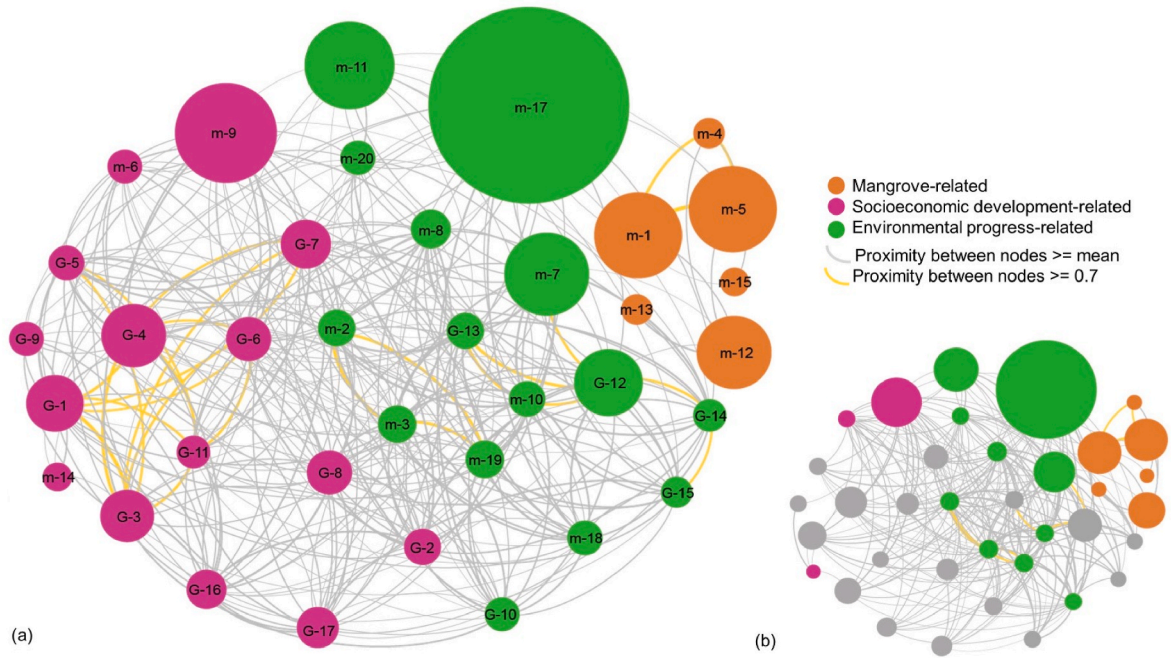 m-11
m-17
m-9
m-4
m-20
m-6
m-5
m-8
m-1
G-7
G-5
m-7
m-15
m-13
m-2
G-13
G-4
G-6
G-9
m-12
G-12
m-10
G-1
G-14
m-3
G-11
m-19
G-8
m-14
G-15
G-3
m-18
G-2
G-16
G-10
G-17
(a)
Mangrove-related
Socioeconomic development-related
Environmental progress-related
Proximity between nodes >= mean
Proximity between nodes >= 0.7
(b)